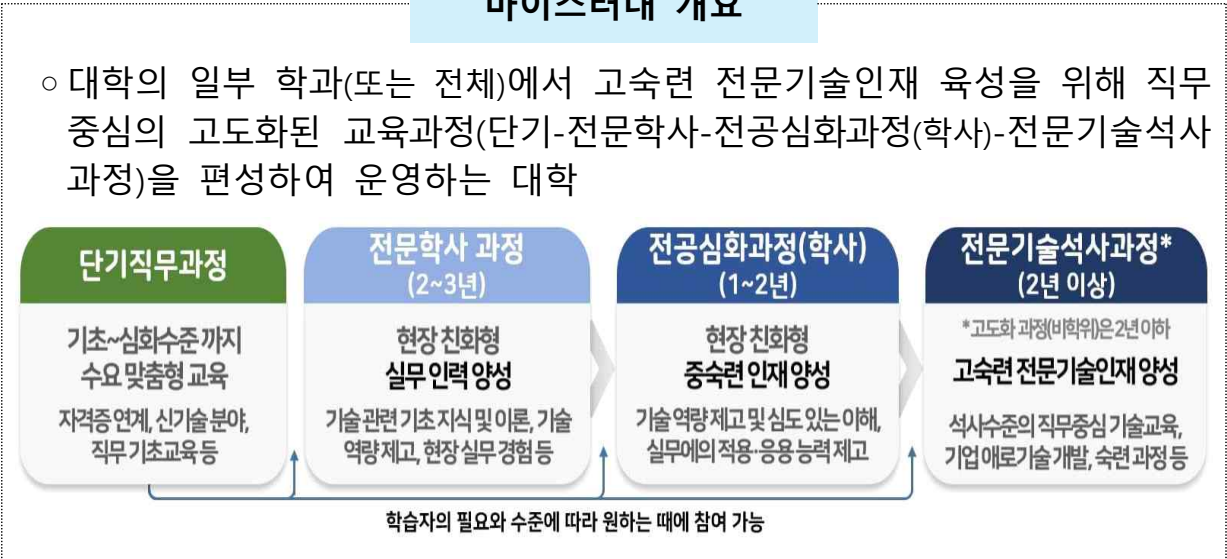 마이스터대 개요
○ 대학의 일부 학과(또는 전체)에서 고숙련 전문기술인재 육성을 위해 직무
중심의 고도화된 교육과정(단기-전문학사-전공심화과정(학사)-전문기술석사
과정)을 편성하여 운영하는 대학
단기직무과정
기초~심화수준 까지
수요 맞춤형 교육
자격증 연계, 신기술 분야,
직무 기초교육 등
전문학사 과정
(2~3년)
현장 친화형
실무 인력 양성
기술 관련 기초 지식 및 이론, 기술
역량 제고, 현장 실무 경험 등
전공심화과정(학사)
(1~2년)
현장 친화형
중숙련 인재 양성
기술 역량 제고 및 심도 있는 이해,
실무에의 적용·응용 능력 제고
전문기술석사과정*
(2년 이상)
*고도화 과정(비학위)은 2년 이하
고숙련 전문기술인재 양성
석사수준의 직무중심 기술교육,
기업 애로기술 개발, 숙련 과정 등
학습자의 필요와 수준에 따라 원하는 때에 참여 가능